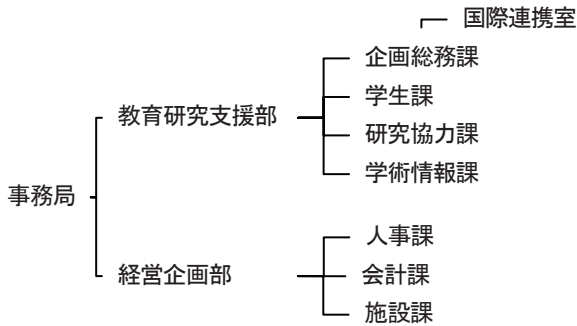 国際連携室
企画総務課
学生課
教育研究支援部
研究協力課
学術情報課
事務局
人事課
経営企画部
会計課
施設課